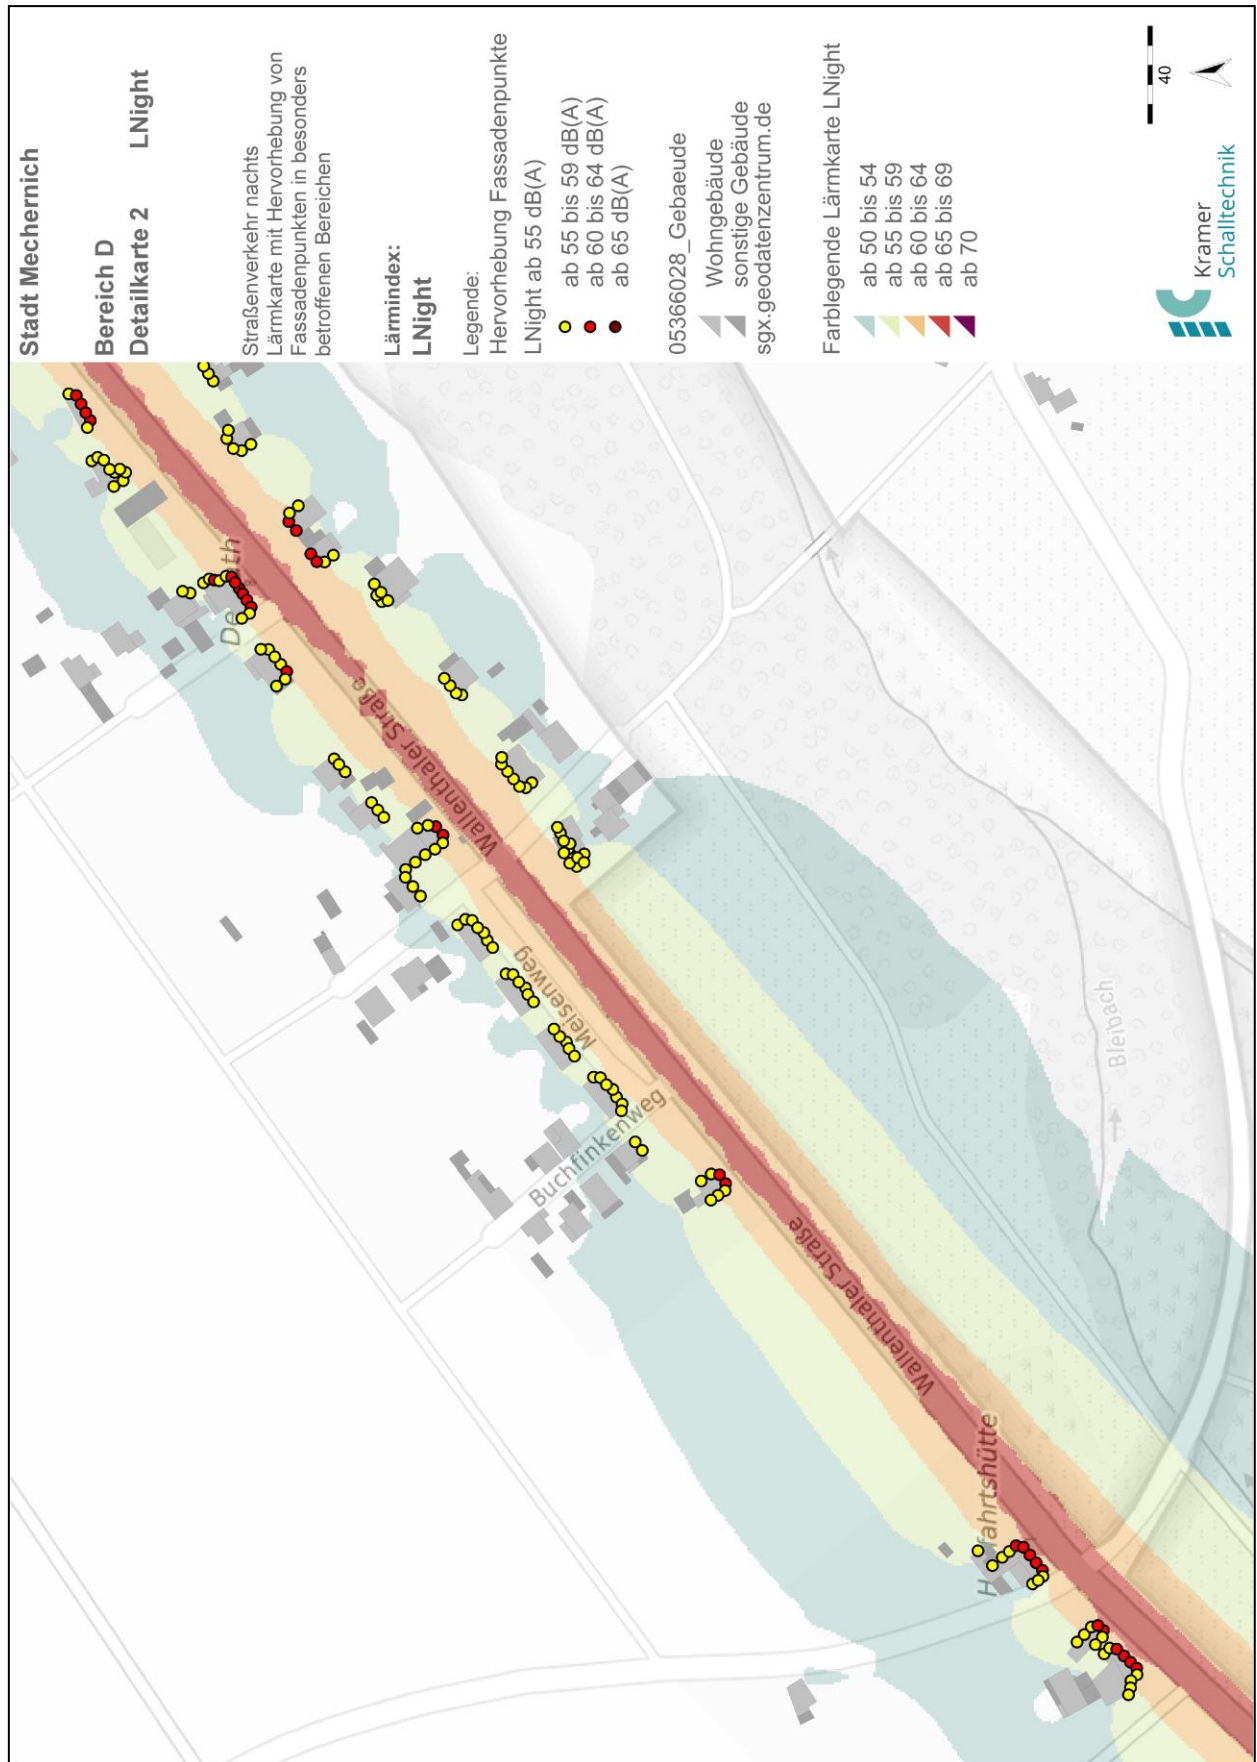 Stadt Mechernich
Bereich D
Detailkarte 2 LNight
Straßenverkehr nachts
Lärmkarte mit Hervorhebung von
Fassadenpunkten in besonders
betroffenen Bereichen
Lärmindex:
LNight
Legende:
Hervorhebung Fassadenpunkte
LNight ab 55 dB(A)
ab 55 bis 59 dB(A)
ab 60 bis 64 dB(A)
ab 65 dB(A)
05366028_Gebaeude
Wohngebäude
sonstige Gebäude
sgx.geodatenzentrum.de
Farblegende Lärmkarte LNight
ab 50 bis 54
ab 55 bis 59
ab 60 bis 64
ab 65 bis 69
ab 70
40
Kramer
Schalltechnik
Wallenthaler Straße
Meisenweg
Buchfinkenweg
Wallenthaler Straße
Bleibach